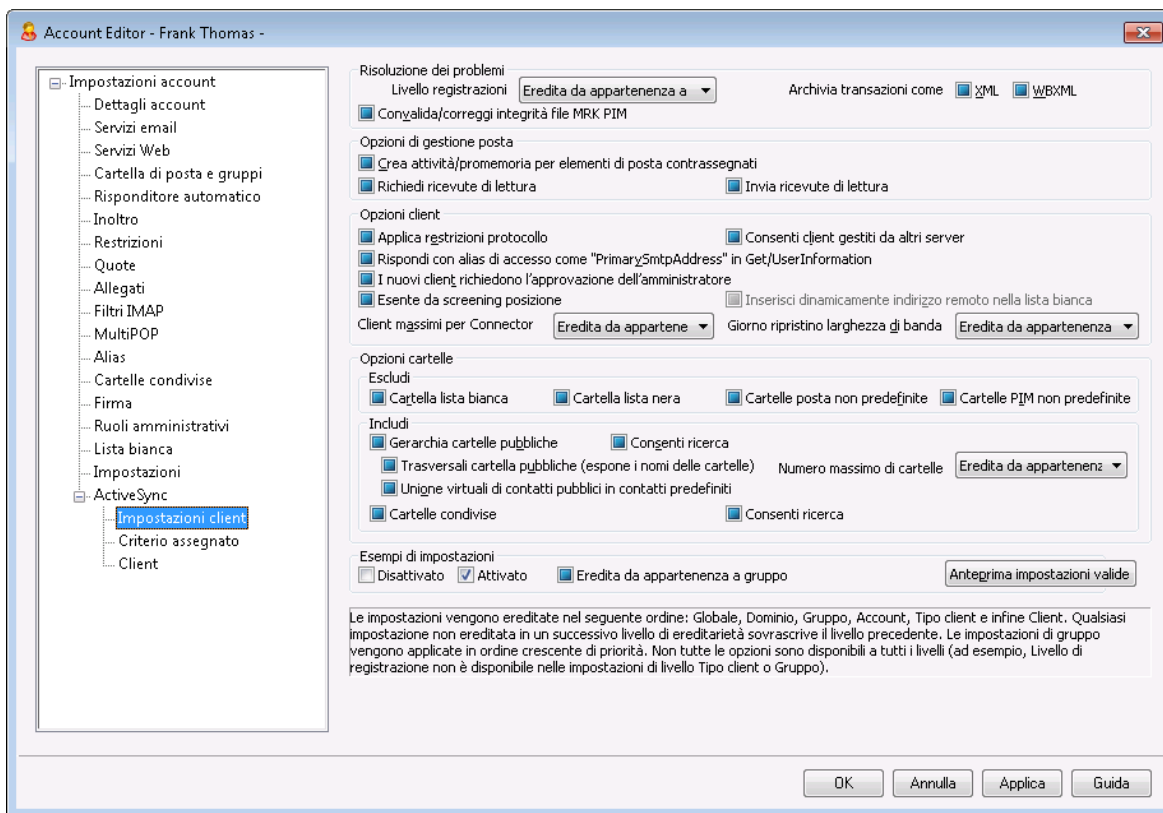 Account Editor - Frank Thomas -
Impostazioni account
Dettagli account
Servizi email
Servizi Web
Cartella di posta e gruppi
Risponditore automatico
Inoltro
Restrizioni
Quote
Allegati
Filtri IMAP
MultiPOP
Alias
Cartelle condivise
Firma
Ruoli amministrativi
Lista bianca
Impostazioni
ActiveSync
Impostazioni client
Criterio assegnato
Client
Risoluzione dei problemi
Livello registrazioni Eredita da appartenenza a Archivia transazioni come XML WBXML
Convalida/correggi integrità file MRK PIM
Opzioni di gestione posta
Crea attività/promemoria per elementi di posta contrassegnati
Richiedi ricevute di lettura Invia ricevute di lettura
Opzioni client
Applica restrizioni protocollo Consenti client gestiti da altri server
Rispondi con alias di accesso come "PrimarySmtpAddress" in Get/UserInformation
I nuovi client richiedono l'approvazione dell'amministratore
Esente da screening posizione Inserisci dinamicamente indirizzo remoto nella lista bianca
Client massimi per Connector Eredita da appartene Giorno ripristino larghezza di banda Eredita da appartenenza
Opzioni cartelle
Escludi
Cartella lista bianca Cartella lista nera Cartelle posta non predefinite Cartelle PIM non predefinite
Includi
Gerarchia cartelle pubbliche Consenti ricerca
Trasversali cartella pubbliche (espone i nomi delle cartelle) Numero massimo di cartelle Eredita da appartenenz
Unione virtuali di contatti pubblici in contatti predefiniti
Cartelle condivise Consenti ricerca
Esempi di impostazioni
Disattivato Attivato Eredita da appartenenza a gruppo Anteprima impostazioni valide
Le impostazioni vengono ereditate nel seguente ordine: Globale, Dominio, Gruppo, Account, Tipo client e infine Client. Qualsiasi
impostazione non ereditata in un successivo livello di ereditarietà sovrascrive il livello precedente. Le impostazioni di gruppo
vengono applicate in ordine crescente di priorità. Non tutte le opzioni sono disponibili a tutti i livelli (ad esempio, Livello di
registrazione non è disponibile nelle impostazioni di livello Tipo client o Gruppo).
OK Annulla Applica Guida